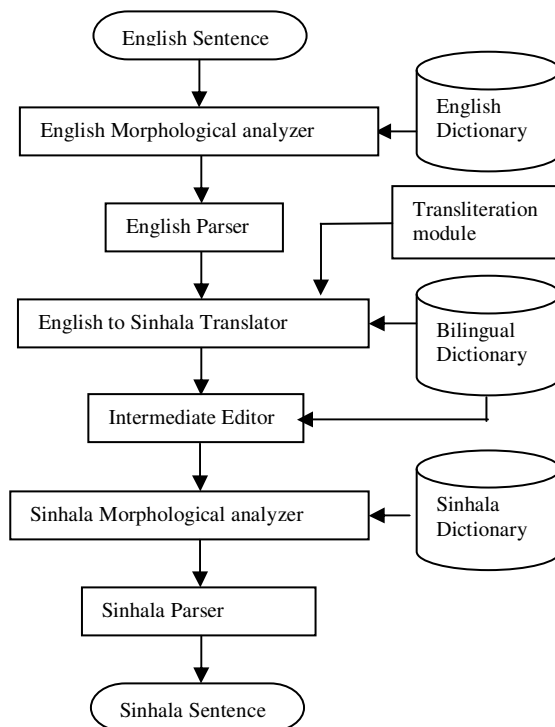 English Sentence
English Morphological analyzer
English
Dictionary
English Parser
Transliteration
module
English to Sinhala Translator
Bilingual
Dictionary
Intermediate Editor
Sinhala Morphological analyzer
Sinhala
Dictionary
Sinhala Parser
Sinhala Sentence